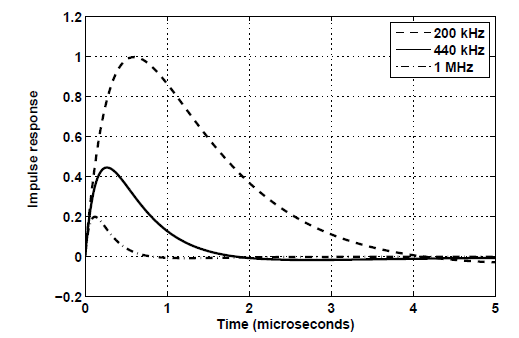 1.2
1
0.8
0.6
0.4
0.2
0
−0.2
Impulse response
200 kHz
440 kHz
1 MHz
0 1 2 3 4 5
Time (microseconds)